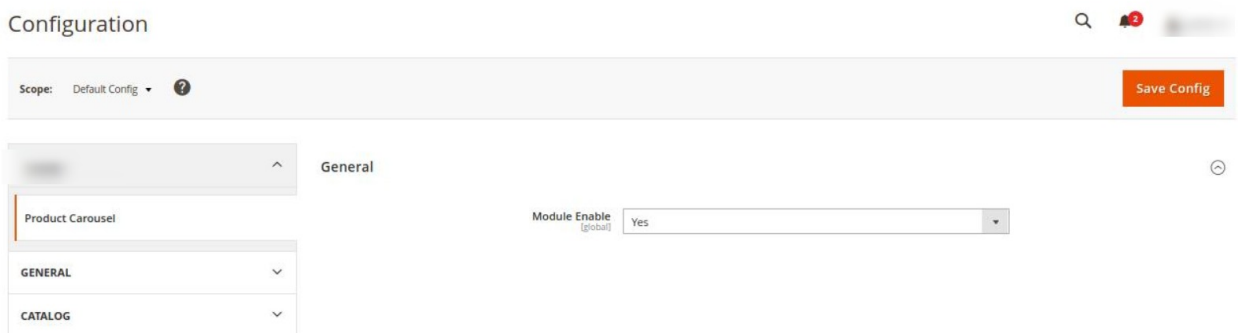 Configuration
2
Scope: Default Config
?
Save Config
General
Product Carousel
Module Enable
[global]
Yes
GENERAL
CATALOG